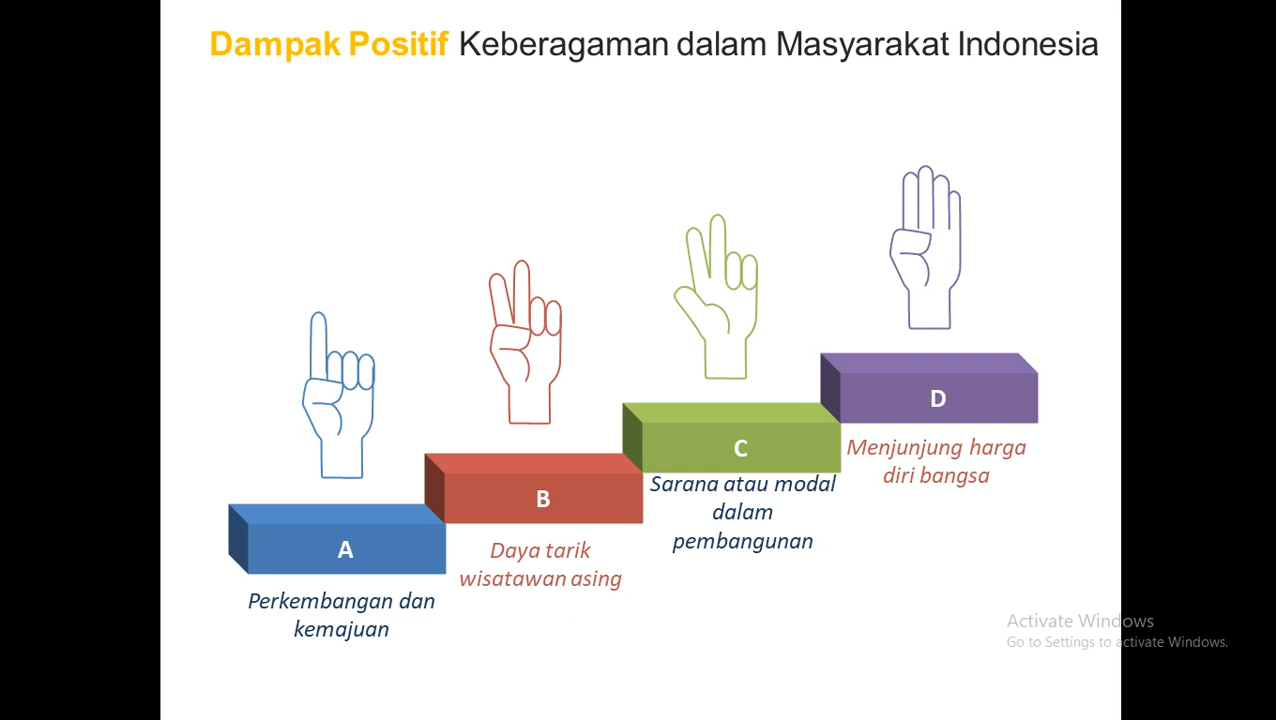 Dampak Positif Keberagaman dalam Masyarakat Indonesia
A
Perkembangan dan
kemajuan
B
Daya tarik
wisatawan asing
C
Sarana atau modal
dalam
pembangunan
D
Menjunjung harga
diri bangsa
Activate Windows
Go to Settings to activate Windows.